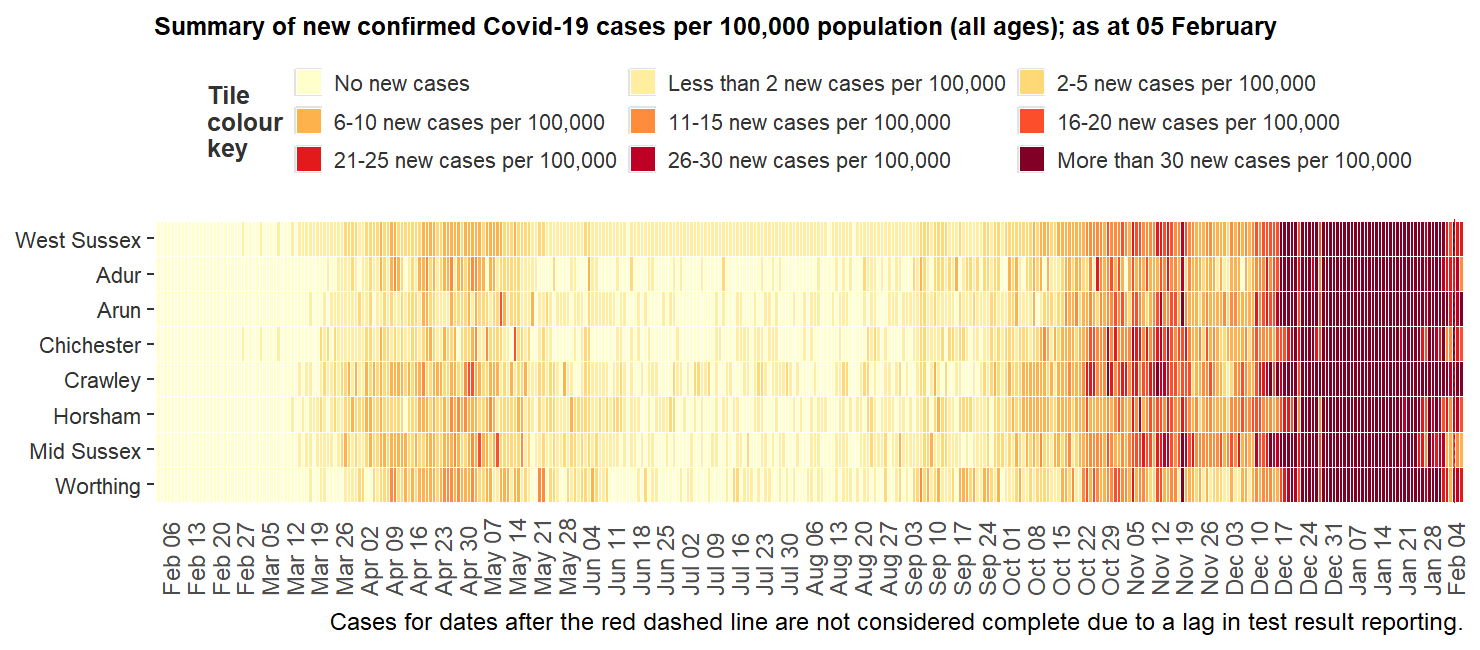 Summary of new confirmed Covid-19 cases per 100,000 population (all ages); as at 05 February
Tile
colour
key
No new cases
Less than 2 new cases per 100,000
2-5 new cases per 100,000
6-10 new cases per 100,000
11-15 new cases per 100,000
16-20 new cases per 100,000
21-25 new cases per 100,000
26-30 new cases per 100,000
More than 30 new cases per 100,000
West Sussex
Adur
Arun
Chichester
Crawley
Horsham
Mid Sussex
Worthing
Feb 06
Feb 13
Feb 20
Feb 27
Mar 05
Mar 12
Mar 19
Mar 26
Apr 02
Apr 09
Apr 16
Apr 23
Apr 30
May 07
May 14
May 21
May 28
Jun 04
Jun 11
Jun 18
Jun 25
Jul 02
Jul 09
Jul 16
Jul 23
Jul 30
Aug 06
Aug 13
Aug 20
Aug 27
Sep 03
Sep 10
Sep 17
Sep 24
Oct 01
Oct 08
Oct 15
Oct 22
Oct 29
Nov 05
Nov 12
Nov 19
Nov 26
Dec 03
Dec 10
Dec 17
Dec 24
Dec 31
Jan 07
Jan 14
Jan 21
Jan 28
Feb 04
Cases for dates after the red dashed line are not considered complete due to a lag in test result reporting.